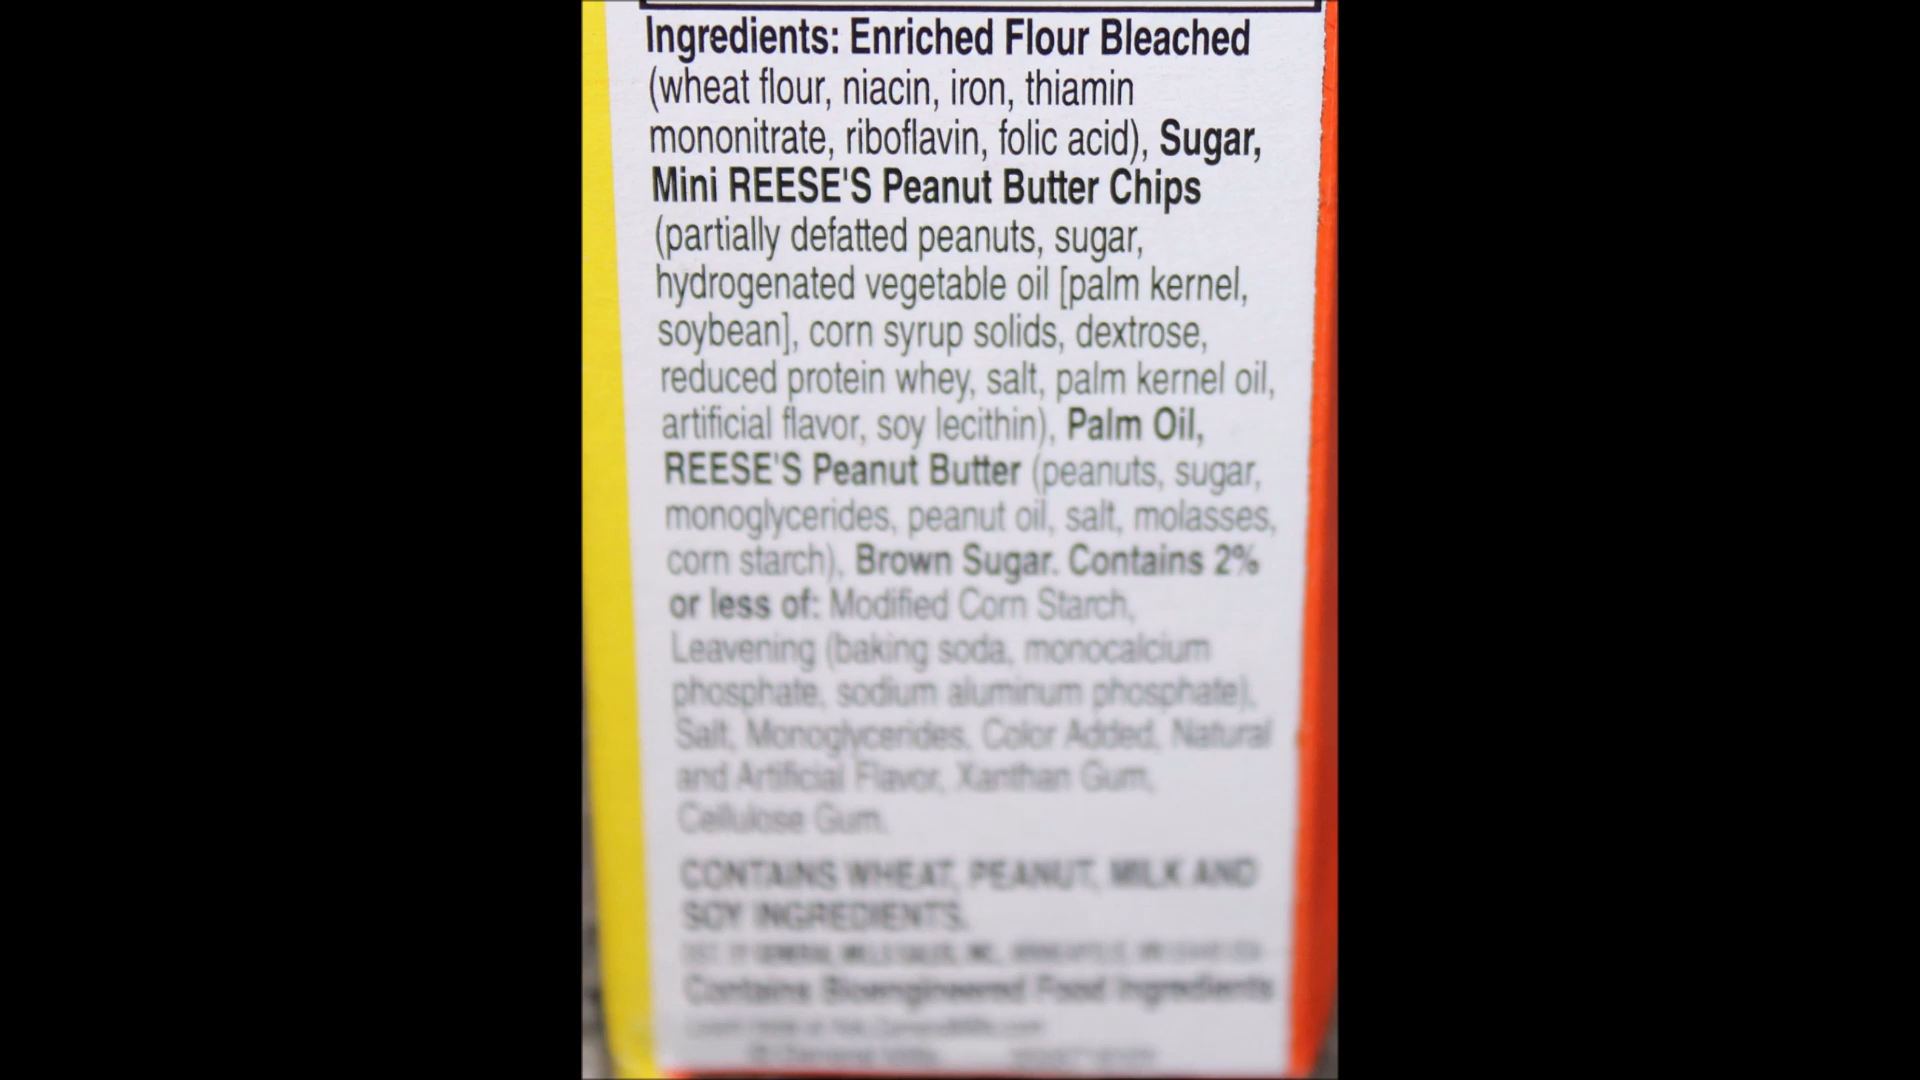 Ingredients: Enriched Flour Bleached
(wheat flour, niacin, iron, thiamin
mononitrate, riboflavin, folic acid), Sugar,
Mini REESE'S Peanut Butter Chips
(partially defatted peanuts, sugar,
hydrogenated vegetable oil [palm kernel,
soybean], corn syrup solids, dextrose,
reduced protein whey, salt, palm kernel oil,
artificial flavor, soy lecithin), Palm Oil,
REESE'S Peanut Butter (peanuts, sugar,
monoglycerides, peanut oil, salt, molasses,
corn starch), Brown Sugar. Contains 2%
or less of: Modified Corn Starch,
Leavening (baking soda, monocalcium
phosphate, sodium aluminum phosphate),
Salt, Monoglycerides, Color Added, Natural
and Artificial Flavor, Xanthan Gum,
Cellulose Gum.
CONTAINS WHEAT, PEANUT, MILK AND
SOY INGREDIENTS.
GENERAL MILLS SALES, INC.,
Contains Bioengineered Food Ingredients